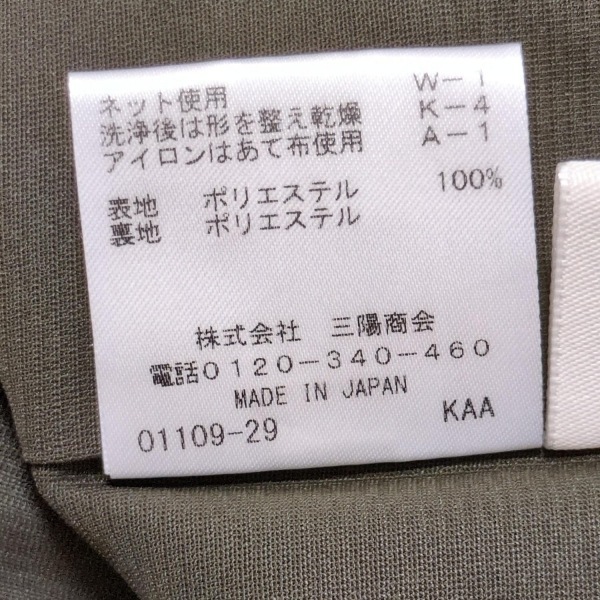 ネット使用 W－1
洗浄後は形を整え乾燥 K－4
アイロンはあて布使用 A－1
表地 ポリエステル 100%
裏地 ポリエステル
株式会社 三陽商会
電話0120－340－460
MADE IN JAPAN
01109-29 KAA